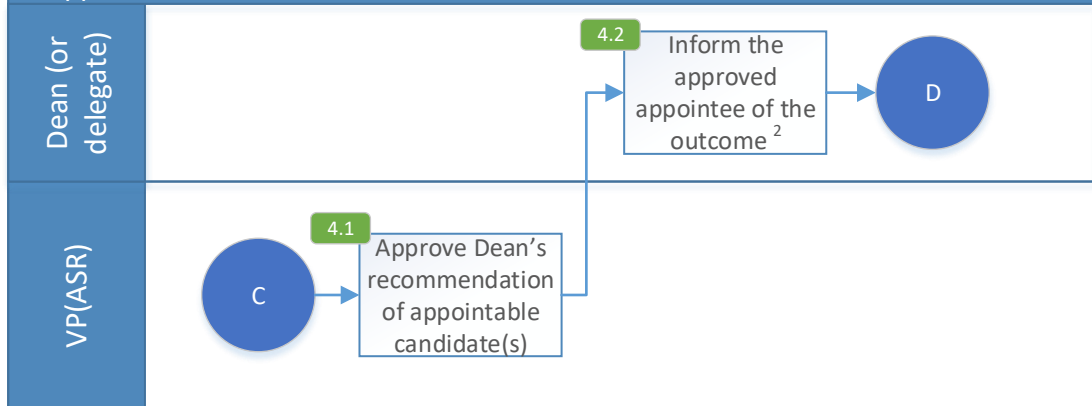 Dean (or
delegate)
4.2
Inform the
approved
appointee of the
outcome ²
D
VP(ASR)
C
4.1
Approve Dean’s
recommendation
of appointable
candidate(s)